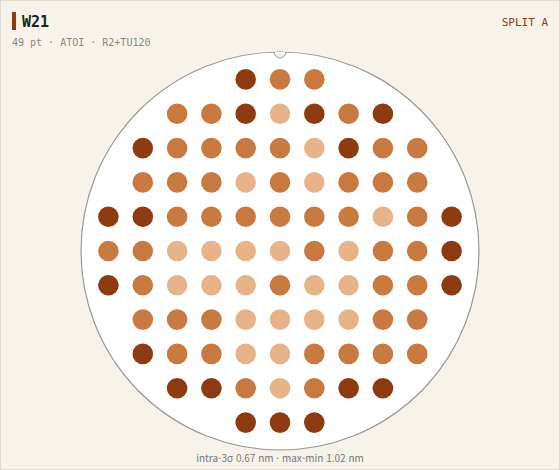 W21
SPLIT A
49 pt · ATOI · R2+TU120
intra-3σ 0.67 nm · max-min 1.02 nm